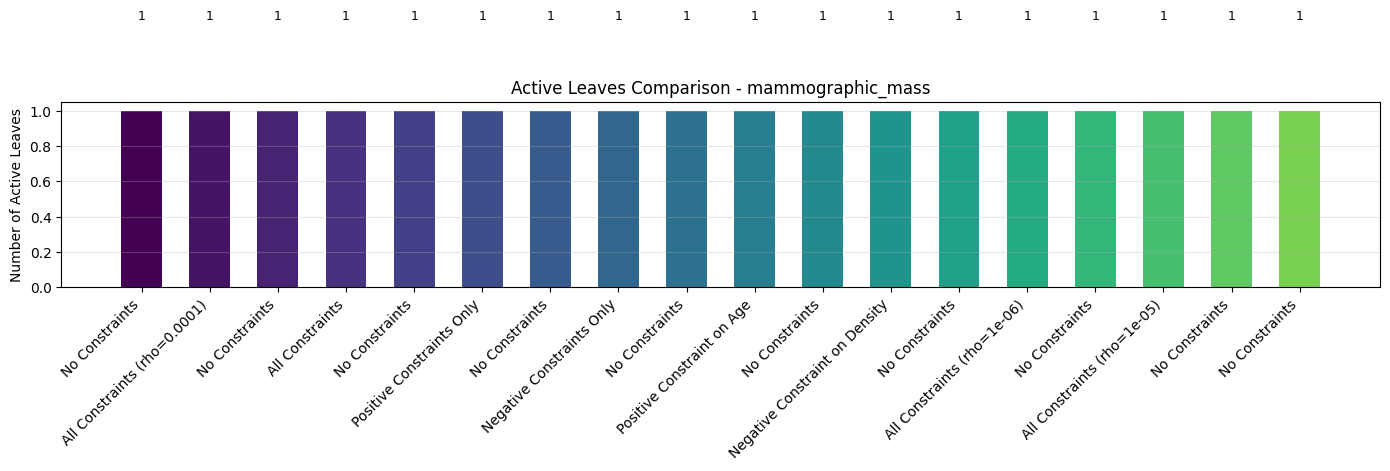 1 1 1 1 1 1 1 1 1 1 1 1 1 1 1 1 1 1
Active Leaves Comparison - mammographic_mass
Number of Active Leaves
1.0
0.8
0.6
0.4
0.2
0.0
No Constraints
All Constraints (rho=0.0001)
No Constraints
All Constraints
No Constraints
Positive Constraints Only
No Constraints
Negative Constraints Only
No Constraints
Positive Constraint on Age
No Constraints
Negative Constraint on Density
No Constraints
All Constraints (rho=1e-06)
No Constraints
All Constraints (rho=1e-05)
No Constraints
No Constraints